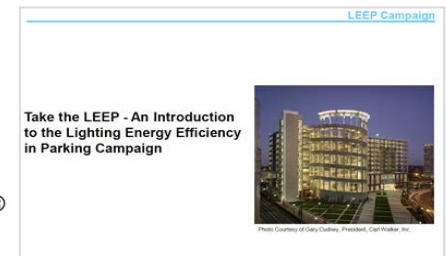 LEEP Campaign
Take the LEEP - An Introduction
to the Lighting Energy Efficiency
in Parking Campaign
Photo Courtesy of Gary Cudney, President, Carl Walker, Inc.